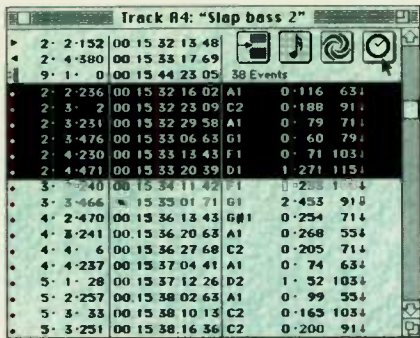 Track A4: “Slap bass 2”
2· 2·152 00 15 32 13 48
2· 4·380 00 15 33 17 69
9· 1· 0 00 15 44 23 05 38 Events
2· 2·236 00 15 32 16 02 A1 0·116 63↓
2· 3· 2 00 15 32 23 09 C2 0·188 91↓
2· 3·231 00 15 32 29 58 A1 0· 79 71↓
2· 3·476 00 15 33 06 63 G1 0· 60 79↓
2· 4·230 00 15 33 13 43 F1 0· 71 103↓
2· 4·471 00 15 33 20 39 D1 1·271 115↓
3· ·240 00 15 34 11 42 F1
3· 3·466 15 35 01 71 G1 2·453 91
4· 2·470 00 15 36 13 43 G#1 0·254 71↓
4· 3·241 00 15 36 20 63 A1 0·268 55↓
4· 4· 6 00 15 36 27 68 C2 0·205 71↓
4· 4·237 00 15 37 04 41 A1 0· 74 63↓
5· 1· 28 00 15 37 12 26 D2 1· 52 103↓
5· 2·257 00 15 38 02 63 A1 0· 99 55↓
5· 3· 33 00 15 38 10 13 C2 0·165 103↓
5· 3·251 00 15 38 16 36 C2 0·200 91↓